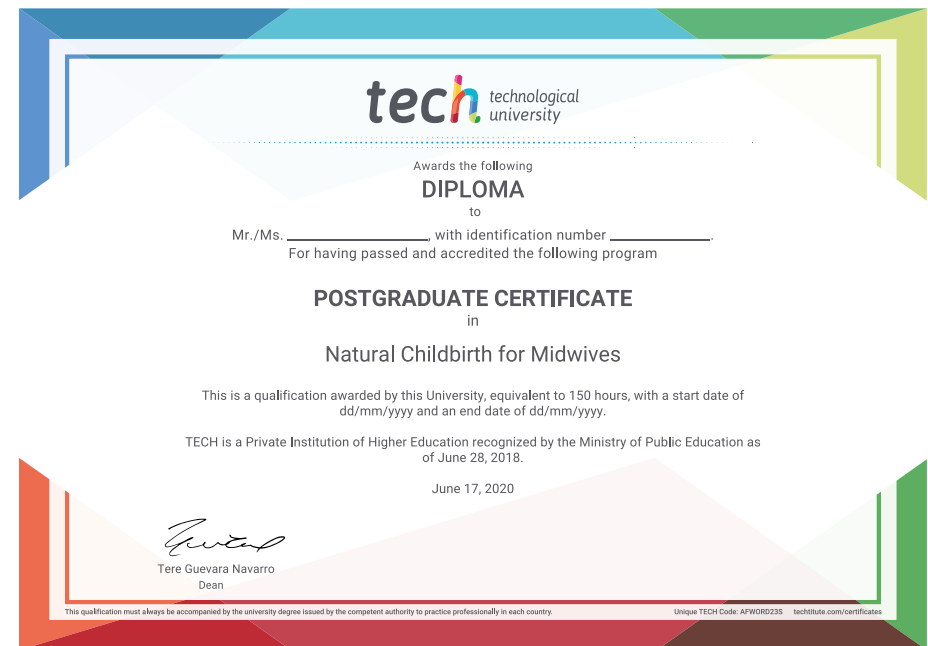 tech technological
university
Awards the following
DIPLOMA
to
Mr./Ms. ____________________, with identification number ______________.
For having passed and accredited the following program
POSTGRADUATE CERTIFICATE
in
Natural Childbirth for Midwives
This is a qualification awarded by this University, equivalent to 150 hours, with a start date of
dd/mm/yyyy and an end date of dd/mm/yyyy.
TECH is a Private Institution of Higher Education recognized by the Ministry of Public Education as
of June 28, 2018.
June 17, 2020
Tere Guevara Navarro
Dean
This qualification must always be accompanied by the university degree issued by the competent authority to practice professionally in each country.
Unique TECH Code: AFWORD23S techtitute.com/certificates